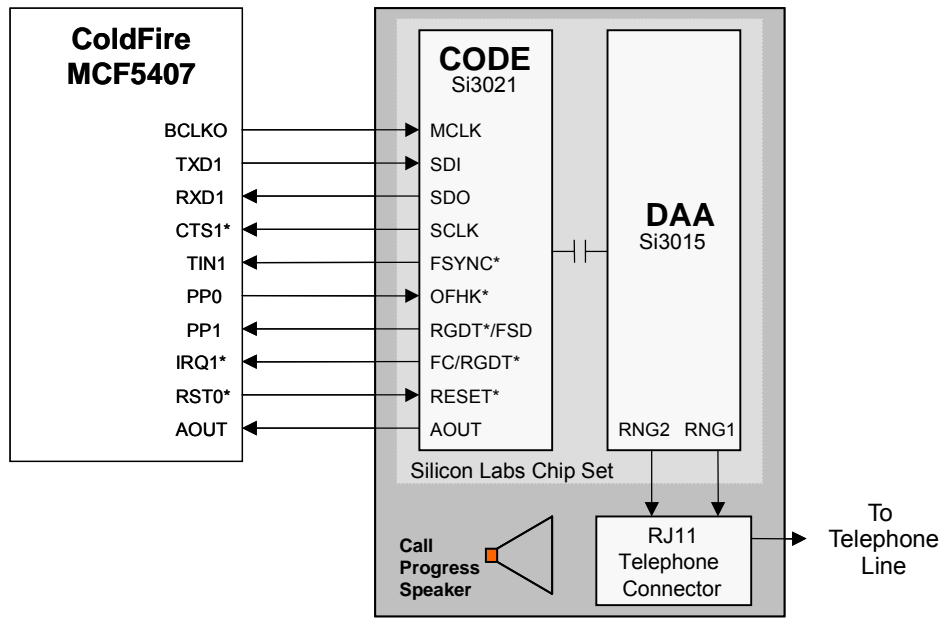 ColdFire
MCF5407
BCLKO
TXD1
RXD1
CTS1*
TIN1
PP0
PP1
IRQ1*
RST0*
AOUT
CODE
Si3021
MCLK
SDI
SDO
SCLK
FSYNC*
OFHK*
RGDT*/FSD
FC/RGDT*
RESET*
AOUT
DAA
Si3015
RNG2 RNG1
Silicon Labs Chip Set
Call
Progress
Speaker
RJ11
Telephone
Connector
To
Telephone
Line